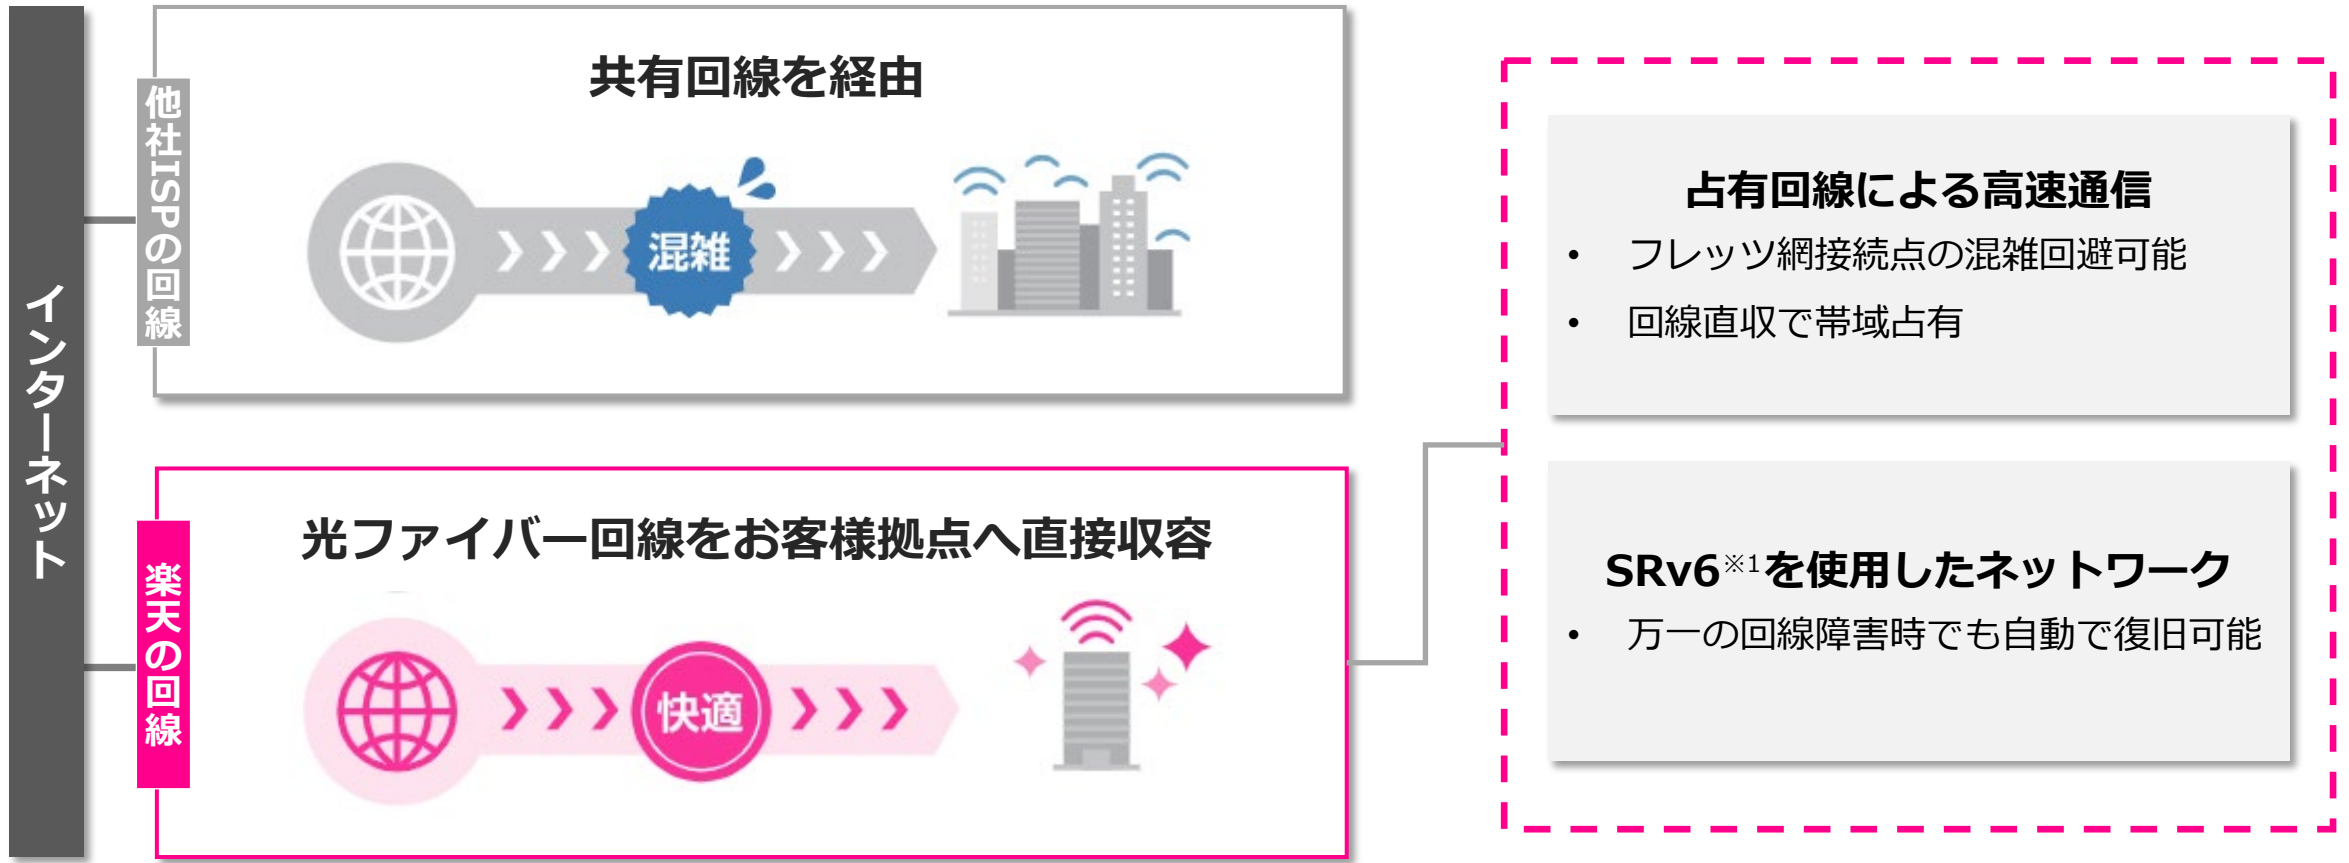 インターネット
他社ISPの回線
共有回線を経由
混雑
楽天の回線
光ファイバー回線をお客様拠点へ直接収容
快適
占有回線による高速通信
• フレッツ網接続点の混雑回避可能
• 回線直収で帯域占有
SRv6※1を使用したネットワーク
• 万一の回線障害時でも自動で復旧可能